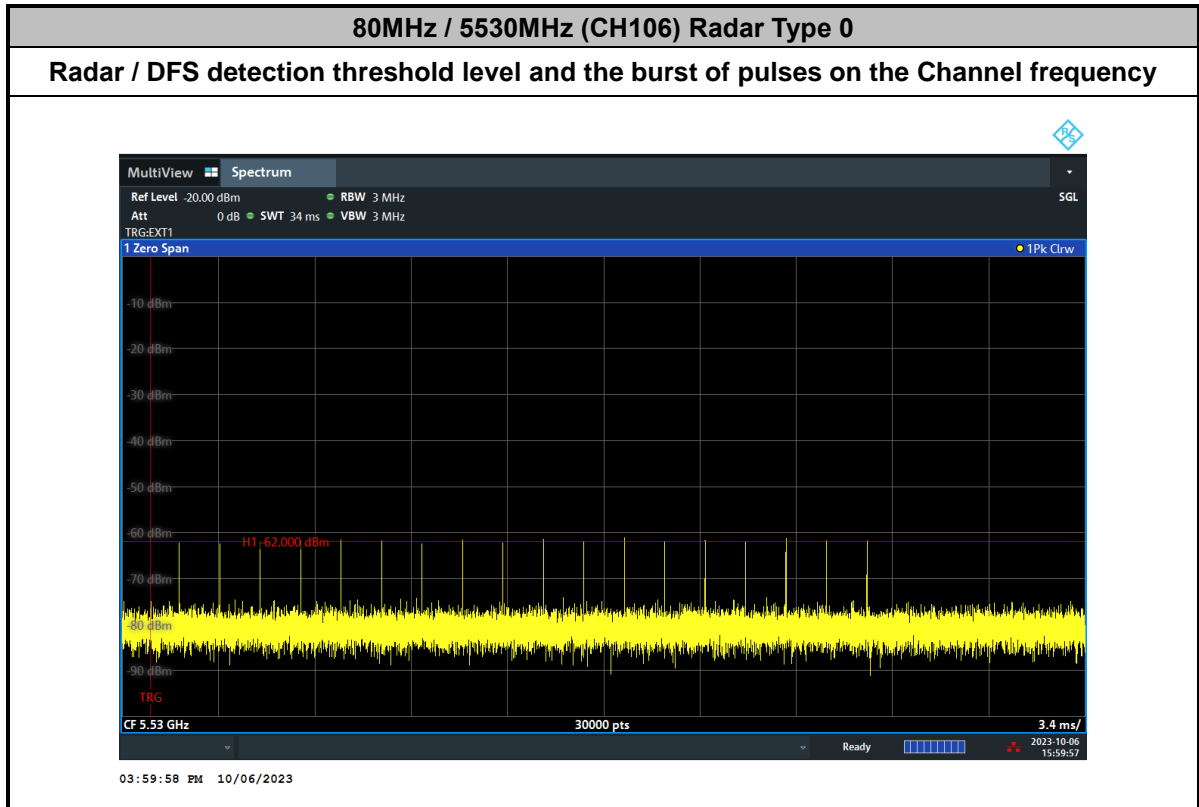 80MHz / 5530MHz (CH106) Radar Type 0
Radar / DFS detection threshold level and the burst of pulses on the Channel frequency
R S
MultiView Spectrum
Ref Level -20.00 dBm RBW 3 MHz SGL
Att 0 dB SWT 34 ms VBW 3 MHz
TRG:EXT1
1 Zero Span 1Pk Clrw
-10 dBm
-20 dBm
-30 dBm
-40 dBm
-50 dBm
-60 dBm
H1 -62.000 dBm
-70 dBm
-80 dBm
-90 dBm
TRG
CF 5.53 GHz 30000 pts 3.4 ms/
Ready 2023-10-06
15:59:57
03:59:58 PM 10/06/2023